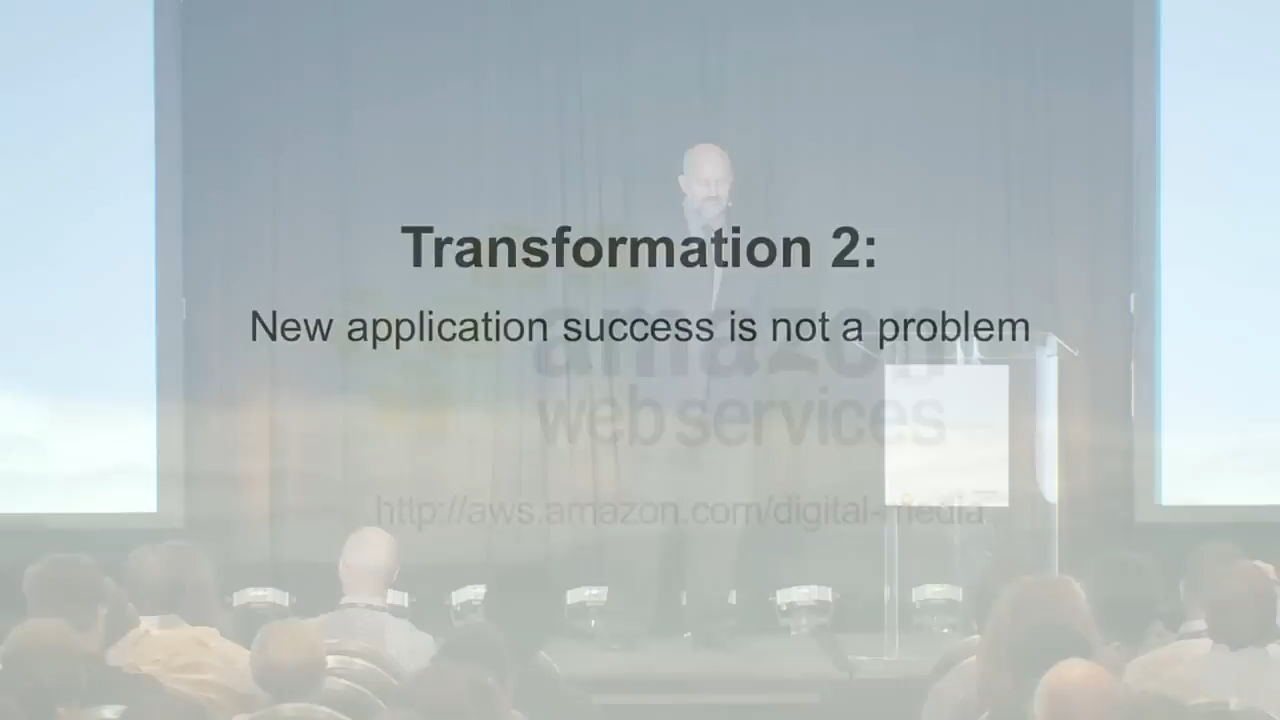 Transformation 2:
New application success is not a problem
amazon
web services
http://aws.amazon.com/digital-media